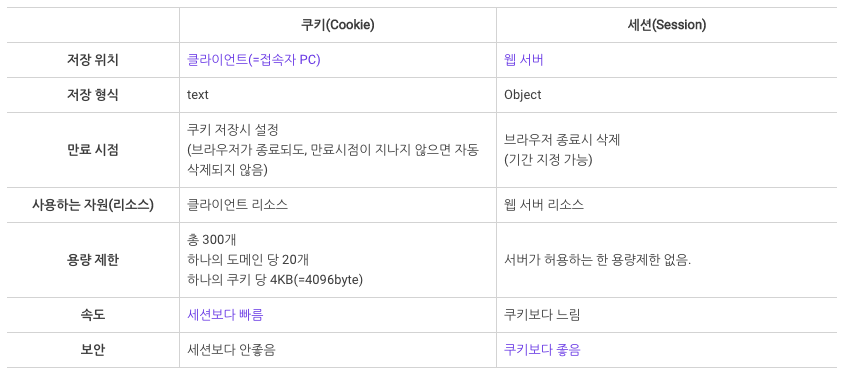 쿠키(Cookie) 세션(Session)
저장 위치 클라이언트(=접속자 PC) 웹 서버
저장 형식 text Object
만료 시점 쿠키 저장시 설정
(브라우저가 종료되도, 만료시점이 지나지 않으면 자동
삭제되지 않음)
브라우저 종료시 삭제
(기간 지정 가능)
사용하는 자원(리소스) 클라이언트 리소스 웹 서버 리소스
용량 제한 총 300개
하나의 도메인 당 20개
하나의 쿠키 당 4KB(=4096byte)
서버가 허용하는 한 용량제한 없음.
속도 세션보다 빠름 쿠키보다 느림
보안 세션보다 안좋음 쿠키보다 좋음